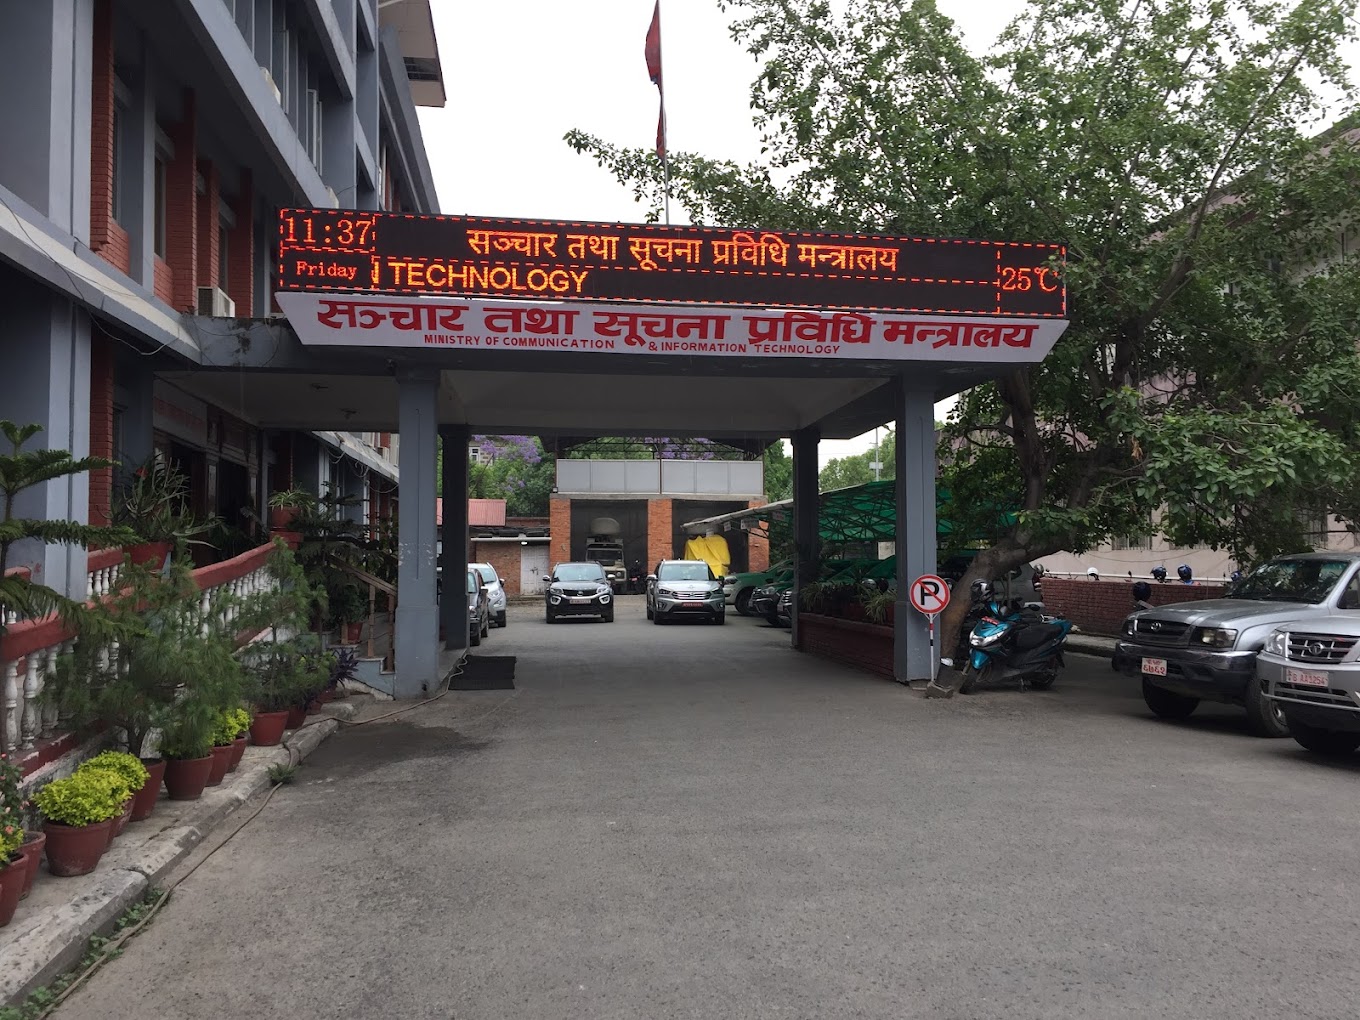 11:37
Friday
सञ्चार तथा सूचना प्रविधि मन्त्रालय
TECHNOLOGY
25℃
सञ्चार तथा सूचना प्रविधि मन्त्रालय
MINISTRY OF COMMUNICATION & INFORMATION TECHNOLOGY
P